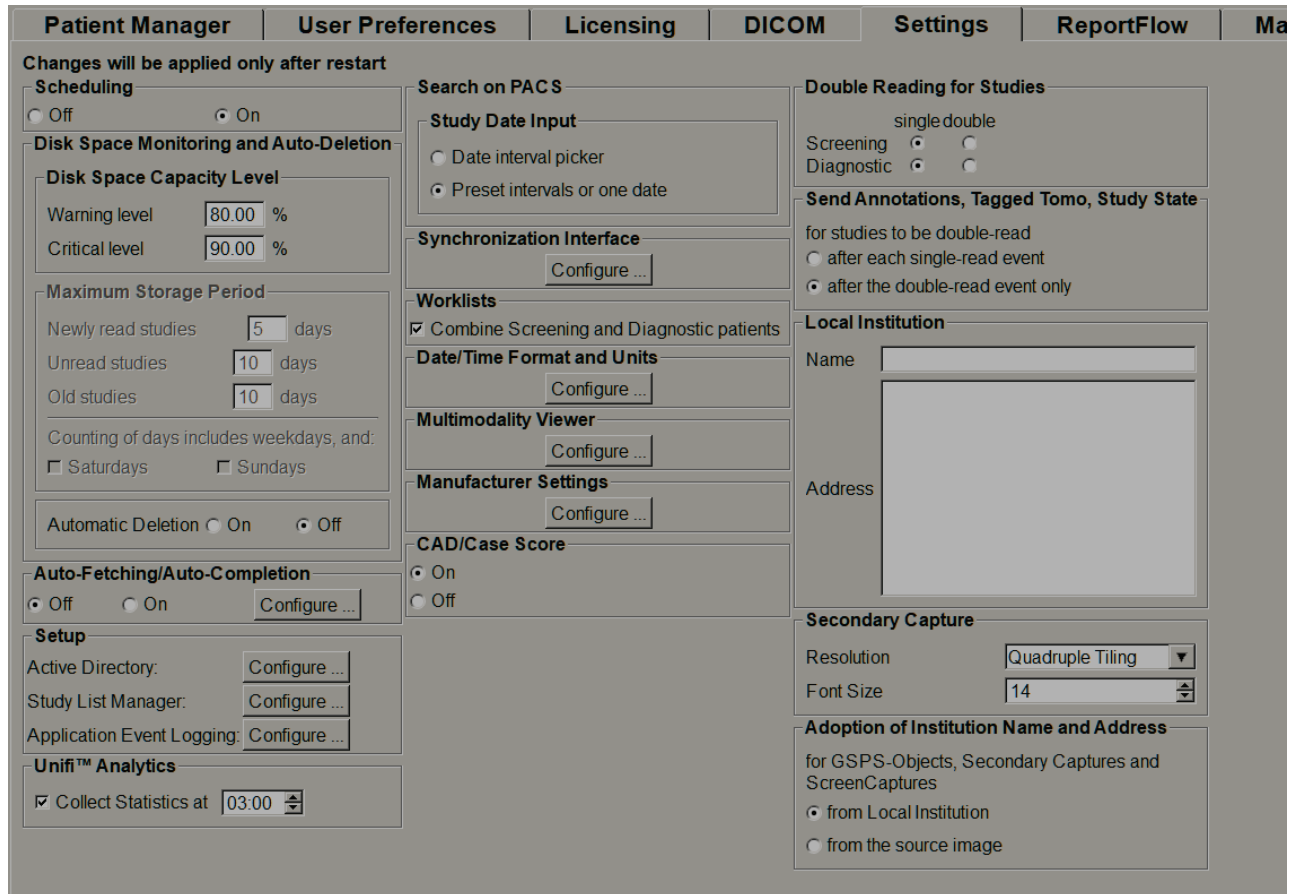 Patient Manager
User Preferences
Licensing
DICOM
Settings
ReportFlow
Changes will be applied only after restart
Scheduling
Off On
Disk Space Monitoring and Auto-Deletion
Disk Space Capacity Level
Warning level 80.00 %
Critical level 90.00 %
Maximum Storage Period
Newly read studies 5 days
Unread studies 10 days
Old studies 10 days
Counting of days includes weekdays, and:
Saturdays Sundays
Automatic Deletion On Off
Auto-Fetching/Auto-Completion
Off On Configure ...
Setup
Active Directory: Configure ...
Study List Manager: Configure ...
Application Event Logging: Configure ...
Unifi™ Analytics
Collect Statistics at 03:00
Search on PACS
Study Date Input
Date interval picker
Preset intervals or one date
Synchronization Interface
Configure ...
Worklists
Combine Screening and Diagnostic patients
Date/Time Format and Units
Configure ...
Multimodality Viewer
Configure ...
Manufacturer Settings
Configure ...
CAD/Case Score
On
Off
Double Reading for Studies
single double
Screening
Diagnostic
Send Annotations, Tagged Tomo, Study State
for studies to be double-read
after each single-read event
after the double-read event only
Local Institution
Name
Address
Secondary Capture
Resolution Quadruple Tiling
Font Size 14
Adoption of Institution Name and Address
for GSPS-Objects, Secondary Captures and
ScreenCaptures
from Local Institution
from the source image